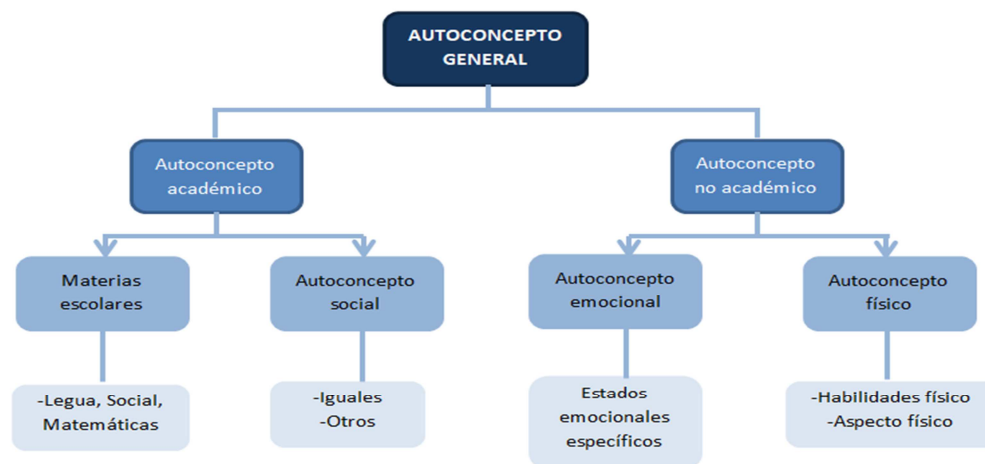 AUTOCONCEPTO
GENERAL
Autoconcepto
académico
Autoconcepto
no académico
Materias
escolares
Autoconcepto
social
Autoconcepto
emocional
Autoconcepto
físico
-Legua, Social,
Matemáticas
-Iguales
-Otros
Estados
emocionales
específicos
-Habilidades físico
-Aspecto físico